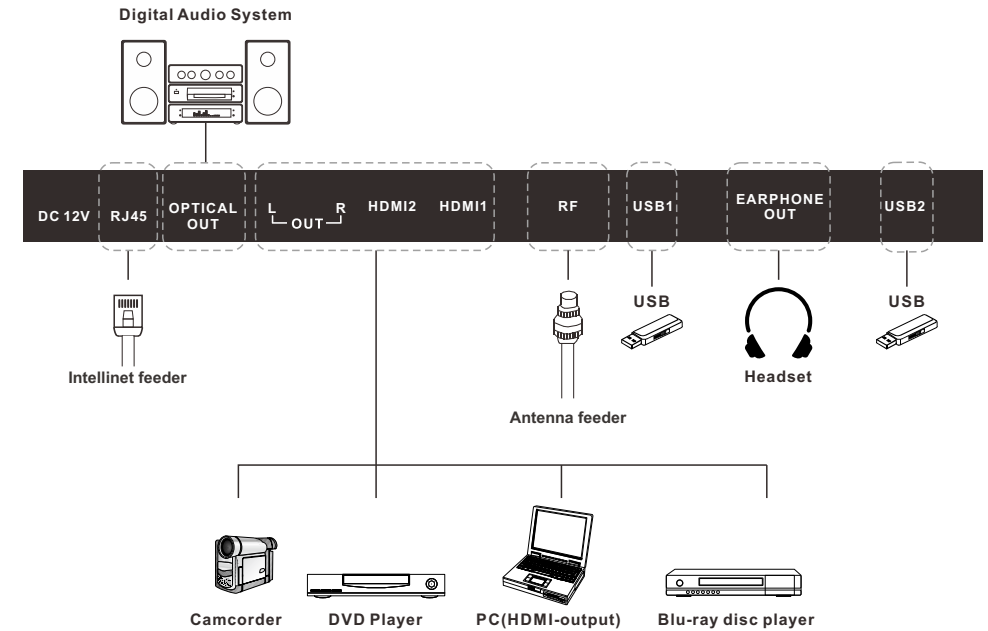 Digital Audio System
DC 12V
RJ45
OPTICAL
OUT
L
R
OUT
HDMI2
HDMI1
RF
USB1
EARPHONE
OUT
USB2
Intellinet feeder
Antenna feeder
USB
Headset
USB
Camcorder
DVD Player
PC(HDMI-output)
Blu-ray disc player